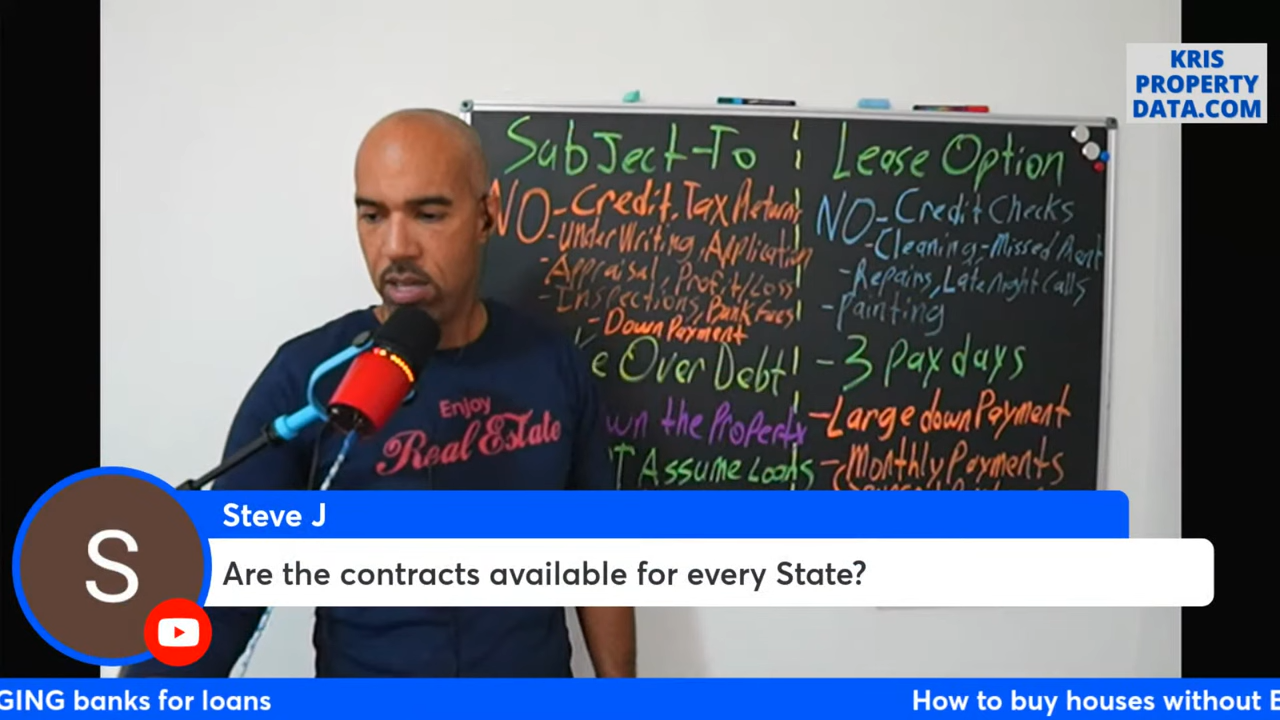 KRIS
PROPERTY
DATA.COM
Subject-To
NO-Credit, Tax Return
-Underwriting, Application
-Appraisal, Profit/Loss
-Inspections, Bank Fees
-Down Payment
e Over Debt
wn the Property
T Assume Loans
Lease Option
NO-Credit Checks
-Cleaning,-Missed
-Repairs, Late Night Calls
-Painting
-3 pax days
-Large down Payment
-Monthly Payments
Enjoy
Real Estate
S
Steve J
Are the contracts available for every State?
GING banks for loans
How to buy houses without